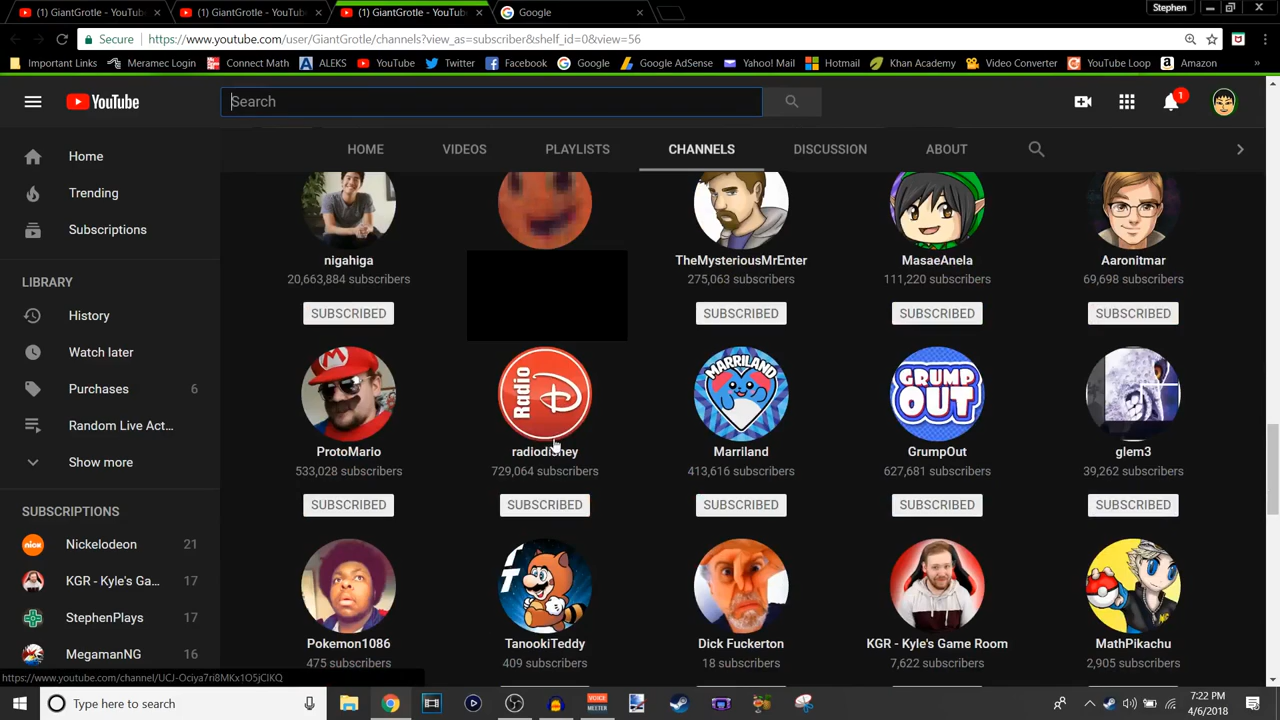 (1) GiantGrotle - YouTub
(1) GiantGrotle - YouTub
(1) GiantGrotle - YouTub
Google
Stephen
Secure
https://www.youtube.com/user/GiantGrotle/channels?view_as=subscriber&shelf_id=0&view=56
Important Links
Meramec Login
Connect Math
ALEKS
YouTube
Twitter
Facebook
Google
Google AdSense
Yahoo! Mail
Hotmail
Khan Academy
Video Converter
YouTube Loop
Amazon
YouTube
Search
1
HOME
VIDEOS
PLAYLISTS
CHANNELS
DISCUSSION
ABOUT
Home
Trending
Subscriptions
LIBRARY
History
Watch later
Purchases 6
Random Live Act...
Show more
SUBSCRIPTIONS
nick
Nickelodeon 21
KGR - Kyle's Ga... 17
StephenPlays 17
MegamanNG 16
nigahiga
20,663,884 subscribers
SUBSCRIBED
TheMysteriousMrEnter
275,063 subscribers
SUBSCRIBED
MasaeAnela
111,220 subscribers
SUBSCRIBED
Aaronitmar
69,698 subscribers
SUBSCRIBED
ProtoMario
533,028 subscribers
SUBSCRIBED
Radio
radiodisney
729,064 subscribers
SUBSCRIBED
MARRILAND
Marriland
413,616 subscribers
SUBSCRIBED
GRUMP
OUT
GrumpOut
627,681 subscribers
SUBSCRIBED
glem3
39,262 subscribers
SUBSCRIBED
Pokemon1086
475 subscribers
TanookiTeddy
409 subscribers
Dick Fuckerton
18 subscribers
KGR - Kyle's Game Room
7,622 subscribers
MathPikachu
2,905 subscribers
https://www.youtube.com/channel/UCJ-Ociya7ri8MKx1O5jCIKQ
Type here to search
VOICE
MEETER
7:22 PM
4/6/2018